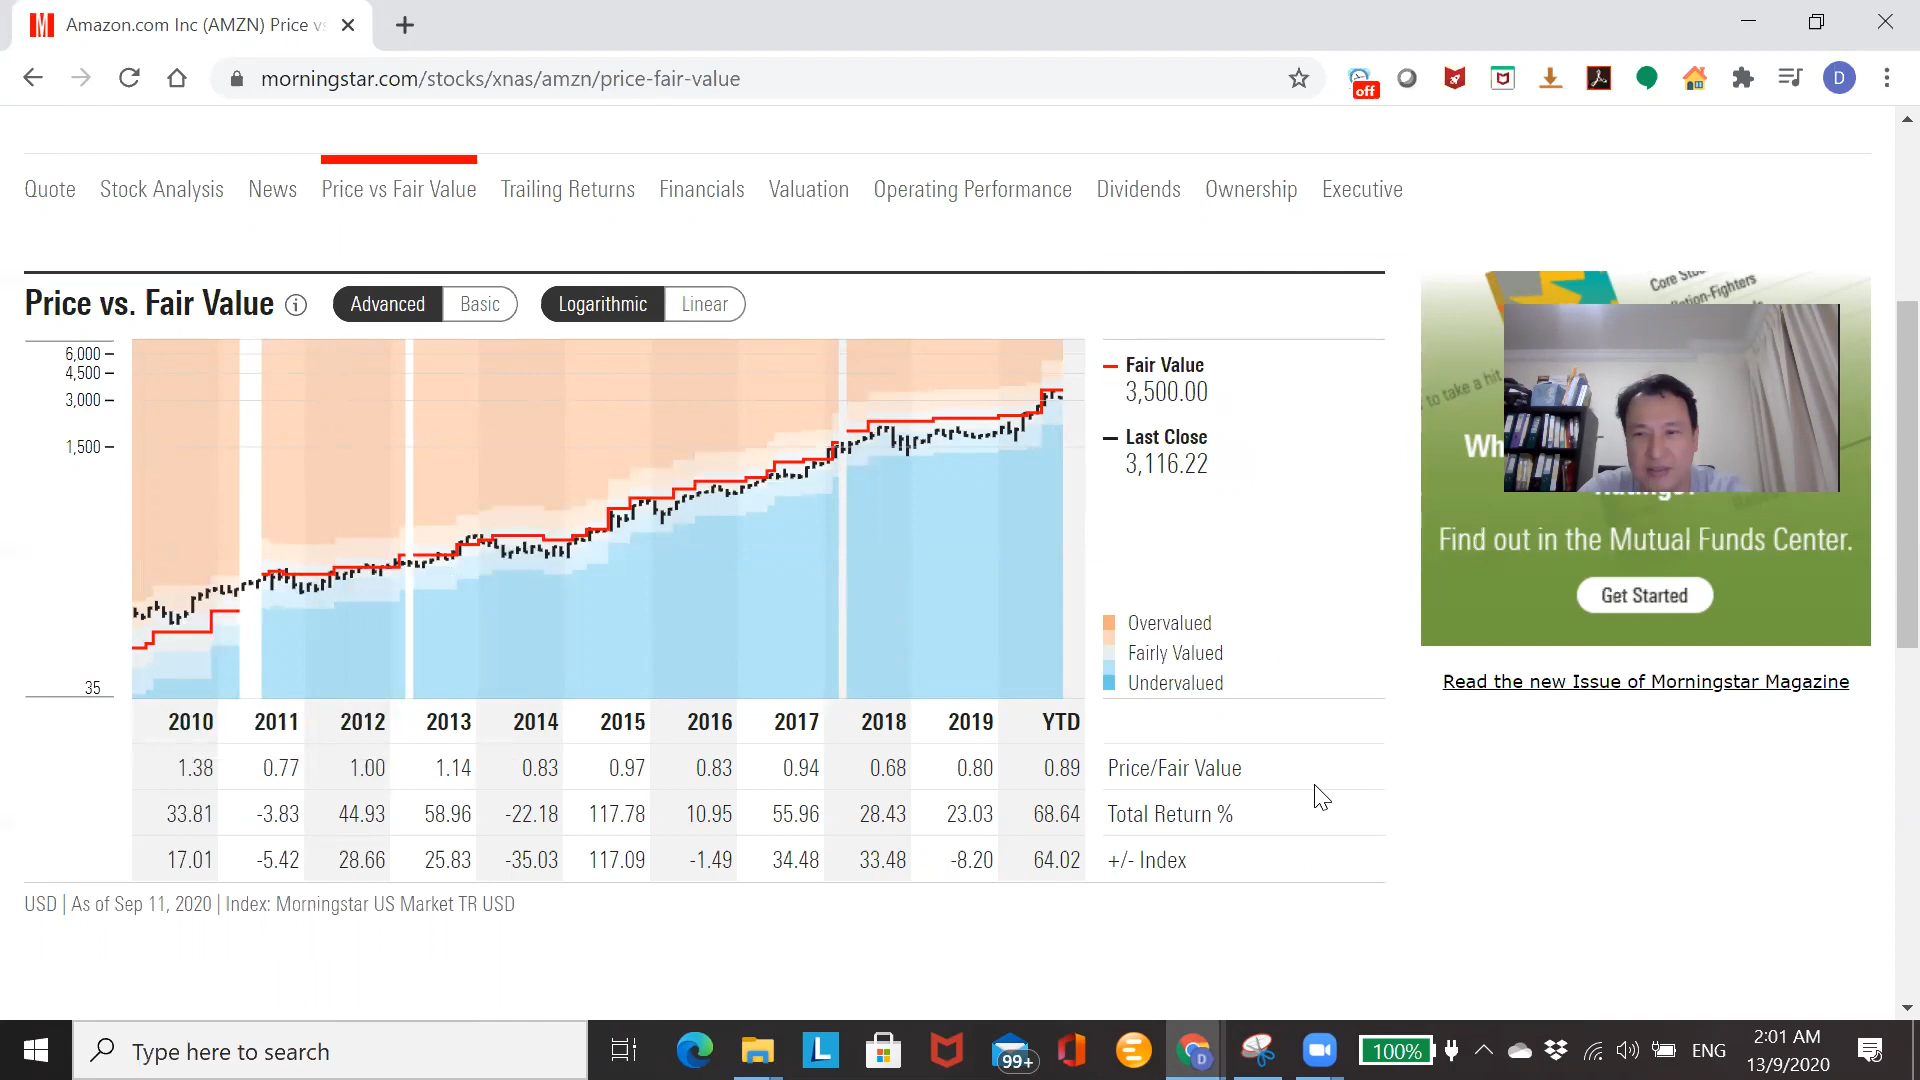 Amazon.com Inc (AMZN) Price vs
morningstar.com/stocks/xnas/amzn/price-fair-value
off
D
Quote Stock Analysis News Price vs Fair Value Trailing Returns Financials Valuation Operating Performance Dividends Ownership Executive
Price vs. Fair Value Advanced Basic Logarithmic Linear
6,000
4,500
3,000
1,500
35
Fair Value
3,500.00
Last Close
3,116.22
Overvalued
Fairly Valued
Undervalued
2010 2011 2012 2013 2014 2015 2016 2017 2018 2019 YTD
1.38 0.77 1.00 1.14 0.83 0.97 0.83 0.94 0.68 0.80 0.89 Price/Fair Value
33.81 -3.83 44.93 58.96 -22.18 117.78 10.95 55.96 28.43 23.03 68.64 Total Return %
17.01 -5.42 28.66 25.83 -35.03 117.09 -1.49 34.48 33.48 -8.20 64.02 +/- Index
USD | As of Sep 11, 2020 | Index: Morningstar US Market TR USD
to take a hit
Find out in the Mutual Funds Center.
Get Started
Read the new Issue of Morningstar Magazine
Type here to search
L
99+
D
100%
ENG
2:01 AM
13/9/2020